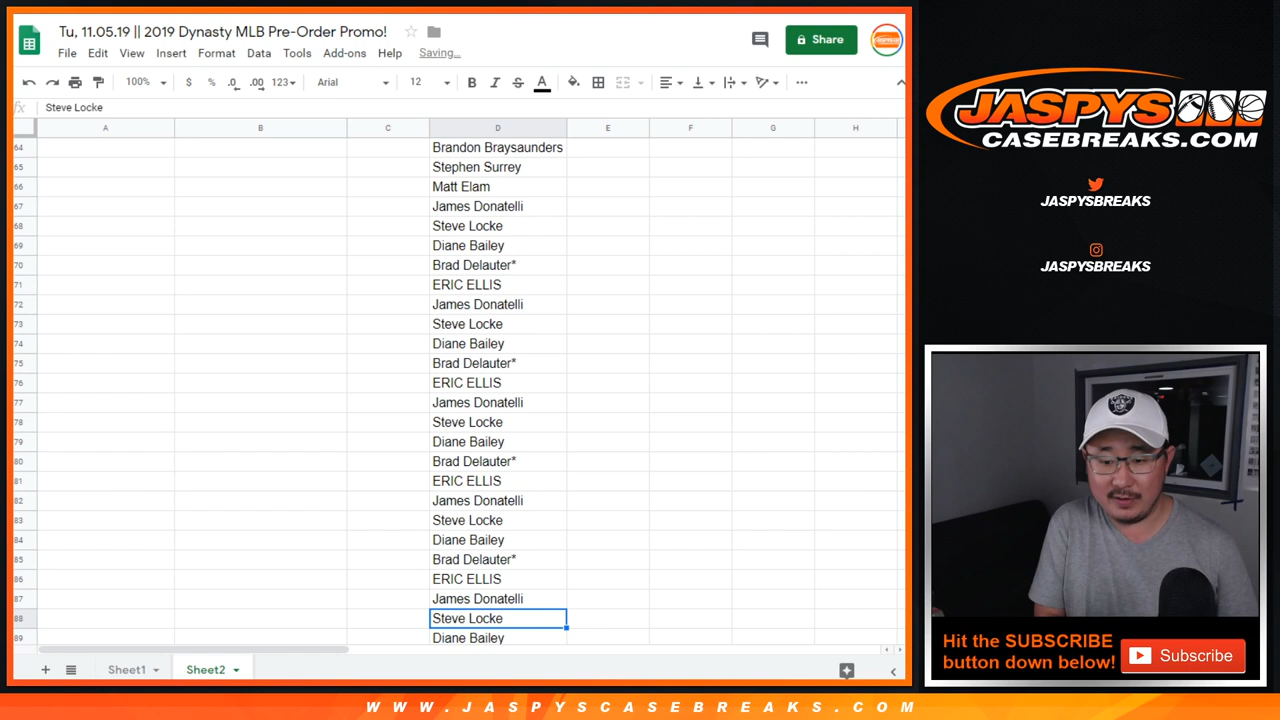 Tu, 11.05.19 || 2019 Dynasty MLB Pre-Order Promo!
File Edit View Insert Format Data Tools Add-ons Help Saving...
Share
100% $ % .0 .00 123 Arial 12 B I S A
fx Steve Locke
A B C D E F G H
64 Brandon Braysaunders
65 Stephen Surrey
66 Matt Elam
67 James Donatelli
68 Steve Locke
69 Diane Bailey
70 Brad Delauter*
71 ERIC ELLIS
72 James Donatelli
73 Steve Locke
74 Diane Bailey
75 Brad Delauter*
76 ERIC ELLIS
77 James Donatelli
78 Steve Locke
79 Diane Bailey
80 Brad Delauter*
81 ERIC ELLIS
82 James Donatelli
83 Steve Locke
84 Diane Bailey
85 Brad Delauter*
86 ERIC ELLIS
87 James Donatelli
88 Steve Locke
89 Diane Bailey
Sheet1 Sheet2
JASPYS
CASEBREAKS.COM
JASPYSBREAKS
JASPYSBREAKS
Hit the SUBSCRIBE
button down below!
Subscribe
WWW.JASPYSCASEBREAKS.COM